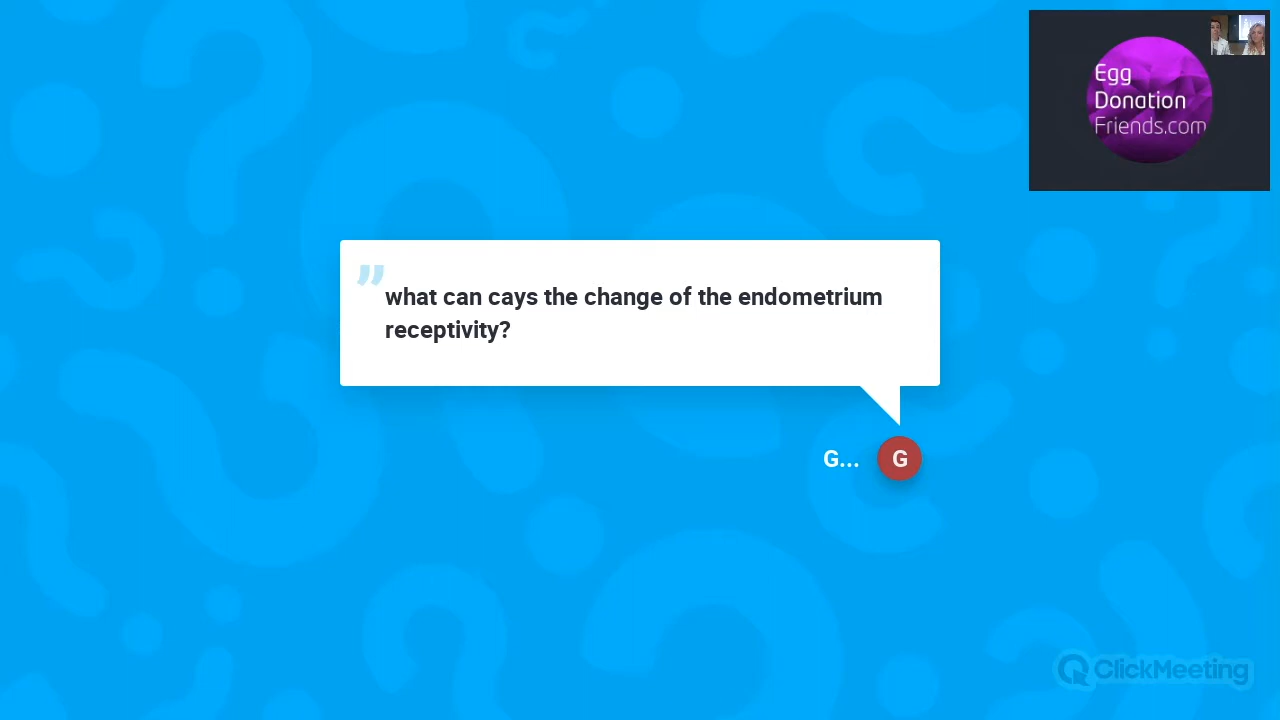 Egg
Donation
Friends.com
" what can cays the change of the endometrium
receptivity?
G... G
ClickMeeting